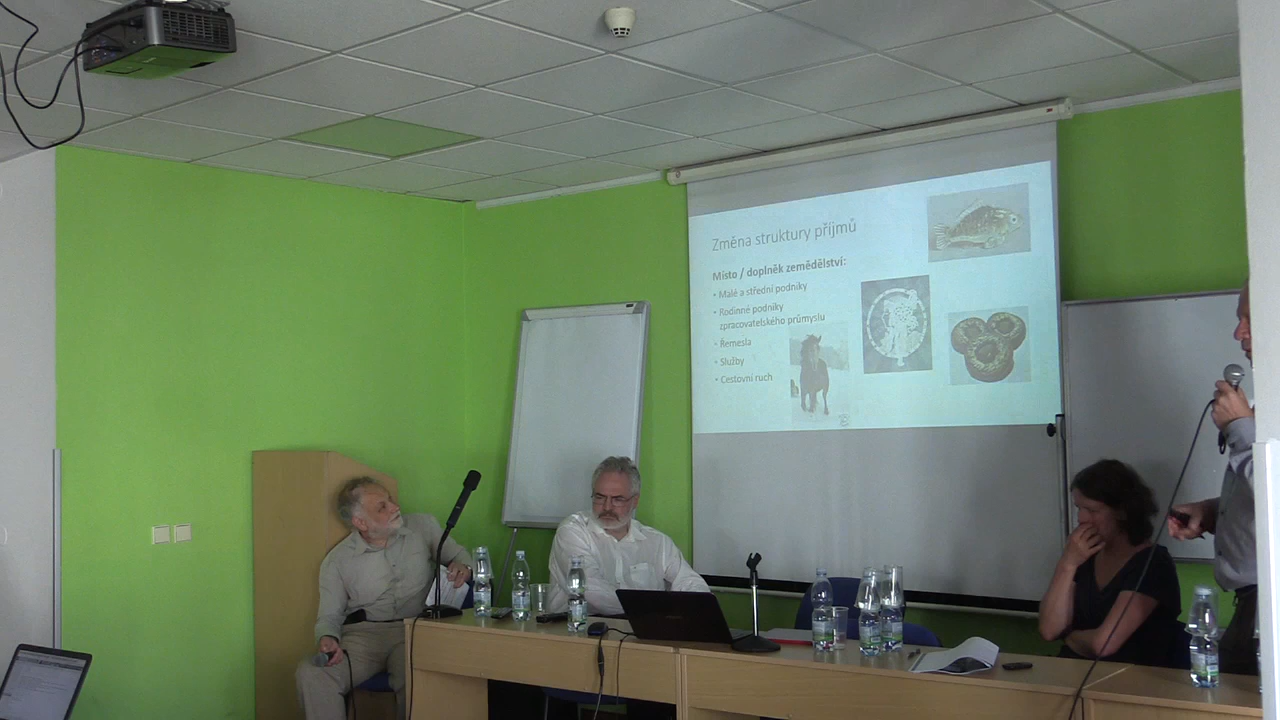 Změna struktury příjmů
Místo / doplněk zemědělství:
• Malé a střední podniky
• Rodinné podniky
zpracovatelského průmyslu
• Řemesla
• Služby
• Cestovní ruch